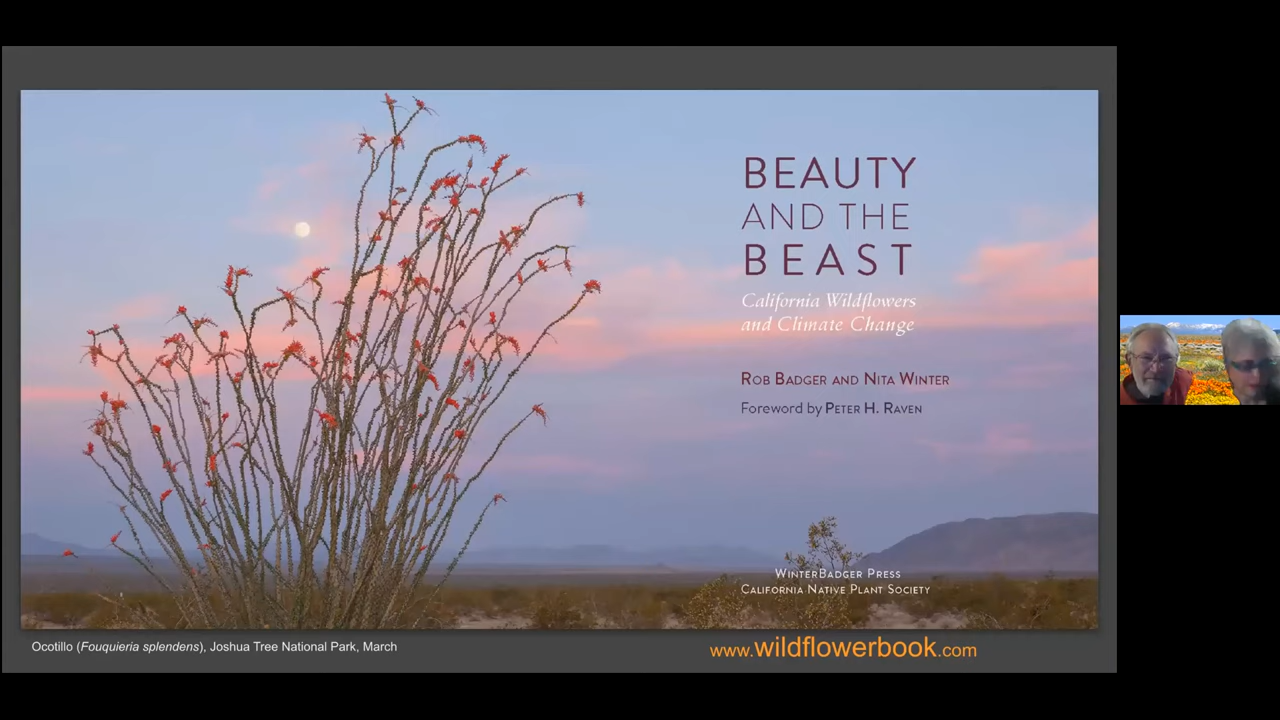 BEAUTY
AND THE
BEAST
California Wildflowers
and Climate Change
ROB BADGER AND NITA WINTER
Foreword by PETER H. RAVEN
WINTERBADGER PRESS
CALIFORNIA NATIVE PLANT SOCIETY
Ocotillo (Fouquieria splendens), Joshua Tree National Park, March
www.wildflowerbook.com